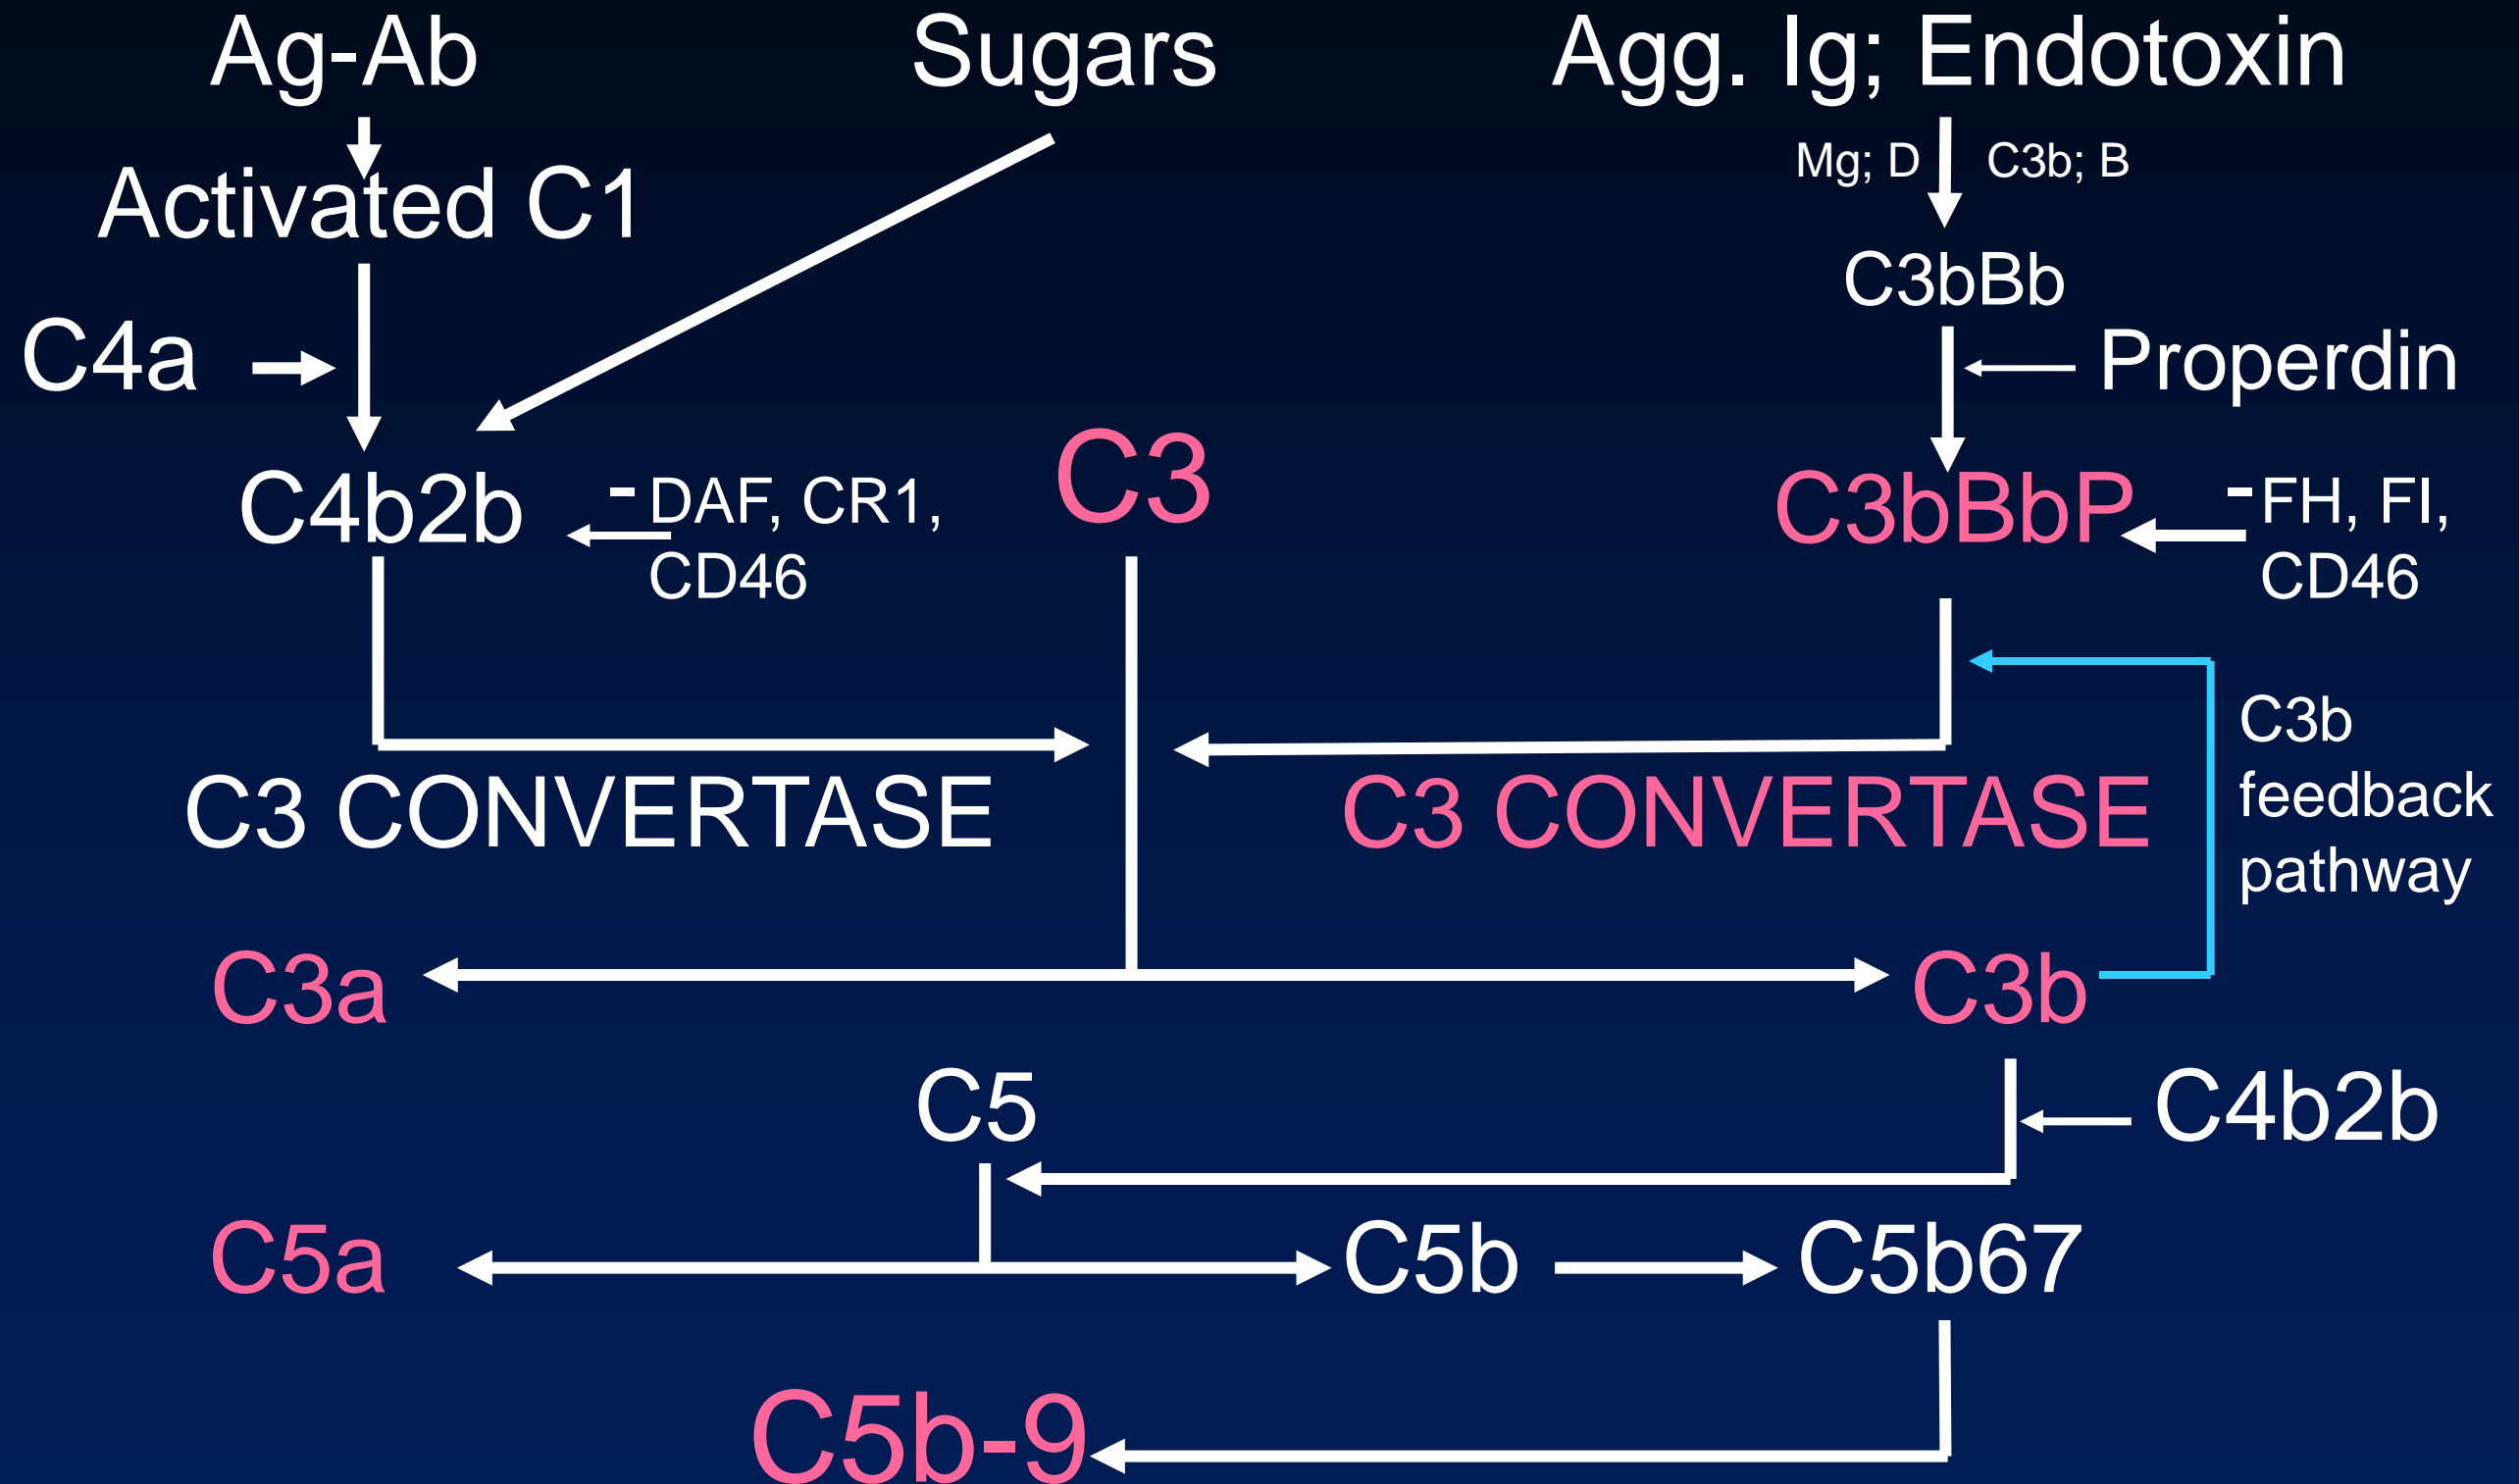 Ag-Ab
Sugars
Agg. Ig; Endotoxin
Mg; D
C3b; B
Activated C1
C3bBb
C4a
Properdin
C4b2b
- DAF, CR1,
CD46
C3
C3bBbP
-FH, FI,
CD46
C3b
feedback
pathway
C3 CONVERTASE
C3 CONVERTASE
C3a
C3b
C5
C4b2b
C5a
C5b
C5b67
C5b-9